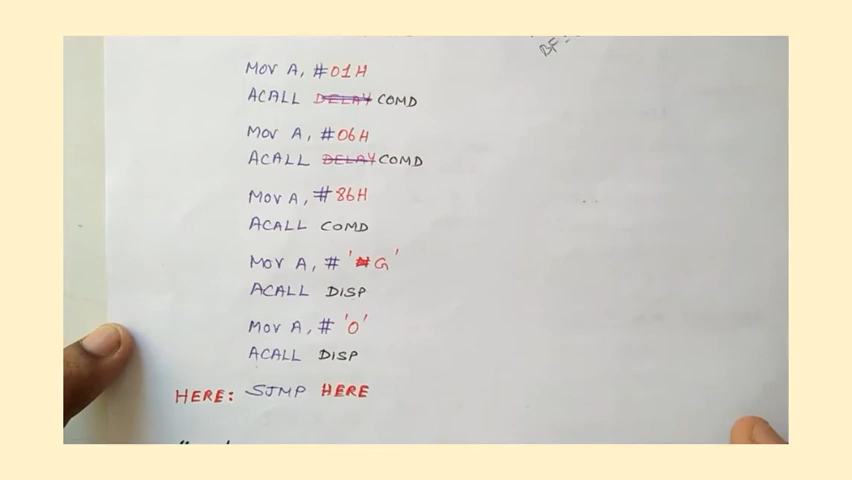 BF=
MOV A, #01H
ACALL DELAY COMD
MOV A, #06H
ACALL DELAY COMD
MOV A, #86H
ACALL COMD
MOV A, # 'G'
ACALL DISP
MOV A, # 'O'
ACALL DISP
HERE: SJMP HERE